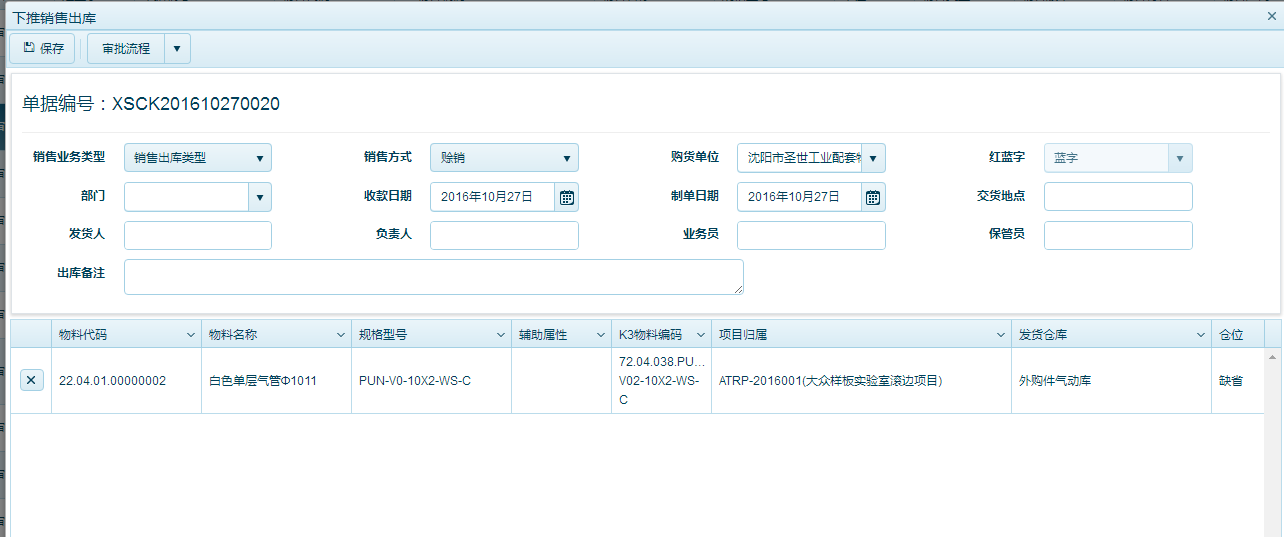 下推销售出库
保存 审批流程
单据编号：XSCK201610270020
销售业务类型 销售出库类型 销售方式 赊销 购货单位 沈阳市圣世工业配套 红蓝字 蓝字
部门 收款日期 2016年10月27日 制单日期 2016年10月27日 交货地点
发货人 负责人 业务员 保管员
出库备注
物料代码 物料名称 规格型号 辅助属性 K3物料编码 项目归属 发货仓库 仓位
22.04.01.00000002 白色单层气管Φ1011 PUN-V0-10X2-WS-C 72.04.038.PU... ATRP-2016001(大众样板实验室滚边项目) 外购件气动库 缺省
V02-10X2-WS-
C